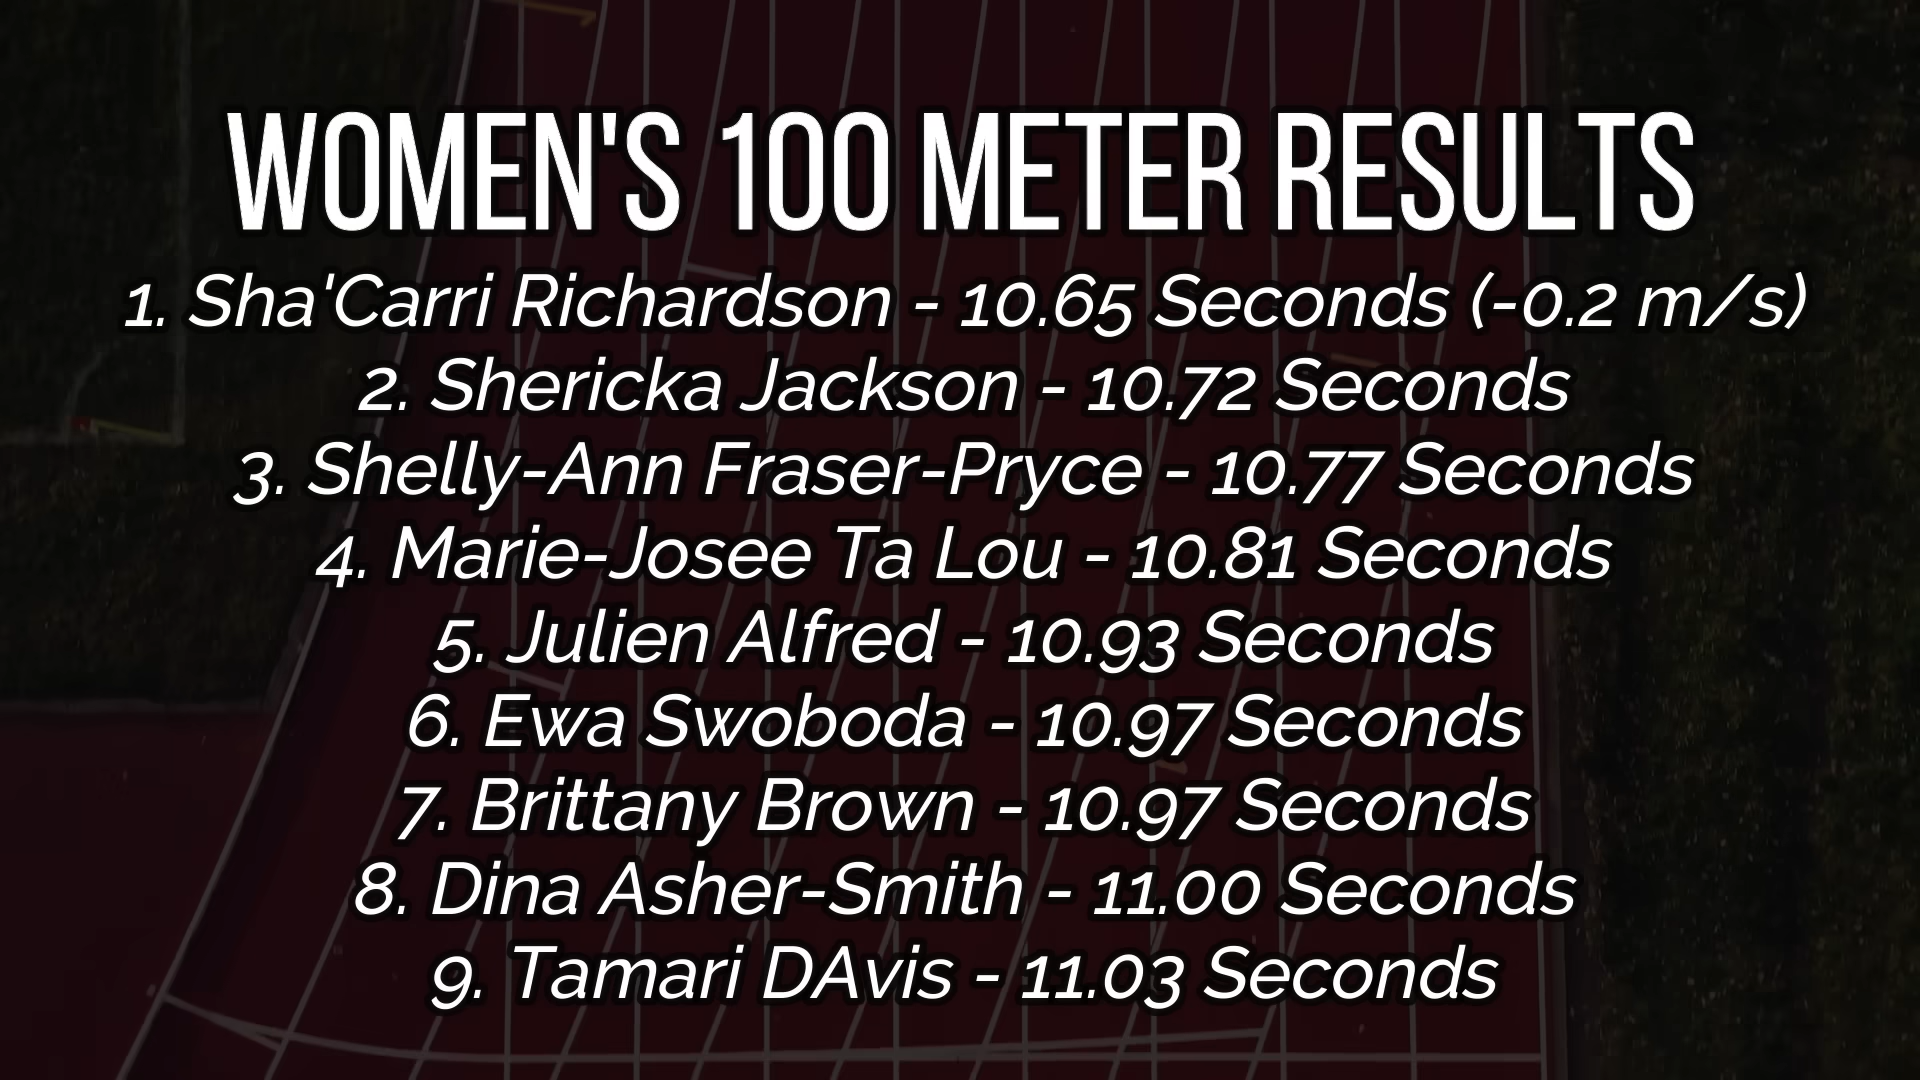 WOMEN'S 100 METER RESULTS
1. Sha'Carri Richardson - 10.65 Seconds (-0.2 m/s)
2. Shericka Jackson - 10.72 Seconds
3. Shelly-Ann Fraser-Pryce - 10.77 Seconds
4. Marie-Josee Ta Lou - 10.81 Seconds
5. Julien Alfred - 10.93 Seconds
6. Ewa Swoboda - 10.97 Seconds
7. Brittany Brown - 10.97 Seconds
8. Dina Asher-Smith - 11.00 Seconds
9. Tamari DAvis - 11.03 Seconds